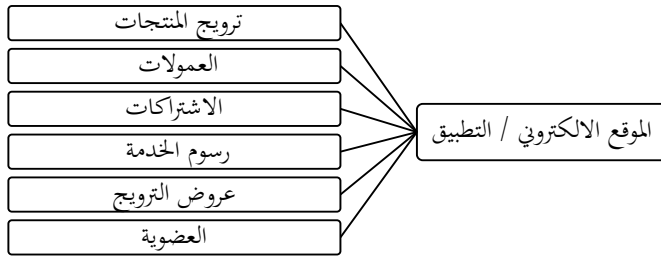 ترويج المنتجات
العمولات
الاشتراكات
رسوم الخدمة
عروض الترويج
العضوية
الموقع الالكتروني / التطبيق